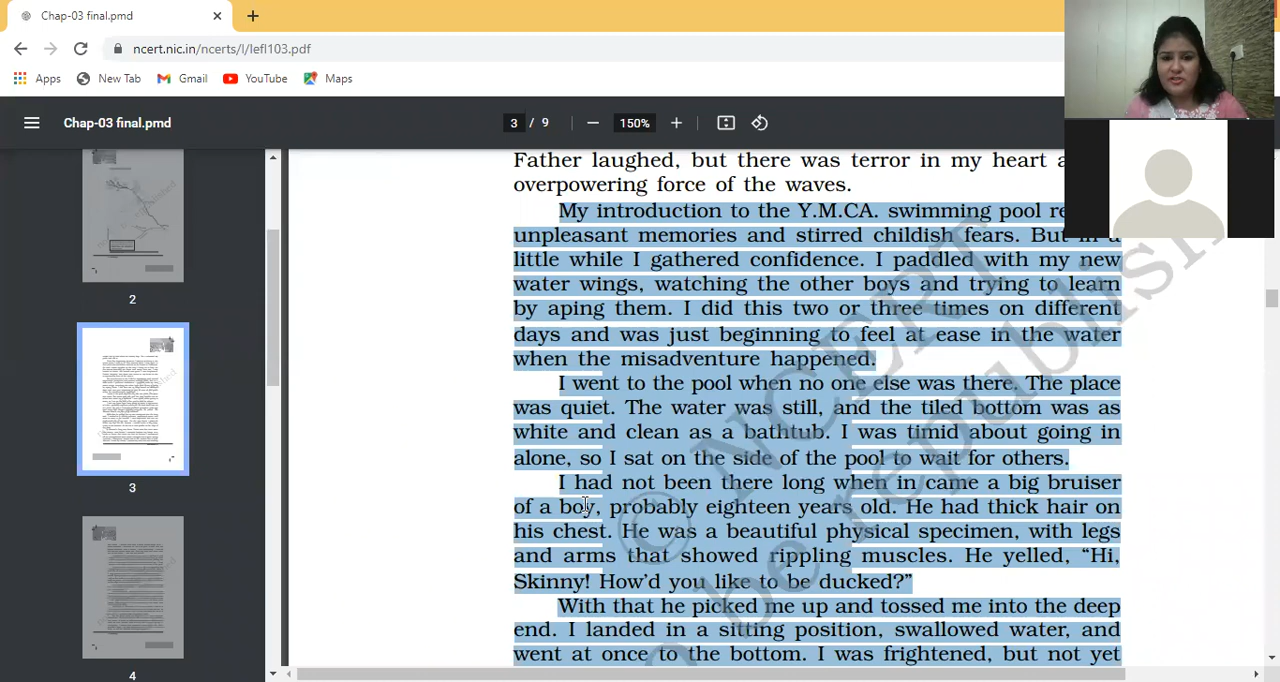 Chap-03 final.pmd
ncert.nic.in/ncerts/l/lefl103.pdf
Apps New Tab Gmail YouTube Maps
Chap-03 final.pmd 3 / 9 150%
2
3
4
Father laughed, but there was terror in my heart
overpowering force of the waves.
My introduction to the Y.M.CA. swimming pool
unpleasant memories and stirred childish fears. But in a
little while I gathered confidence. I paddled with my new
water wings, watching the other boys and trying to learn
by aping them. I did this two or three times on different
days and was just beginning to feel at ease in the water
when the misadventure happened.
I went to the pool when no one else was there. The place
was quiet. The water was still, and the tiled bottom was as
white and clean as a bathtub. I was timid about going in
alone, so I sat on the side of the pool to wait for others.
I had not been there long when in came a big bruiser
of a boy, probably eighteen years old. He had thick hair on
his chest. He was a beautiful physical specimen, with legs
and arms that showed rippling muscles. He yelled, “Hi,
Skinny! How’d you like to be ducked?”
With that he picked me up and tossed me into the deep
end. I landed in a sitting position, swallowed water, and
went at once to the bottom. I was frightened, but not yet
© NCERT
o be republish